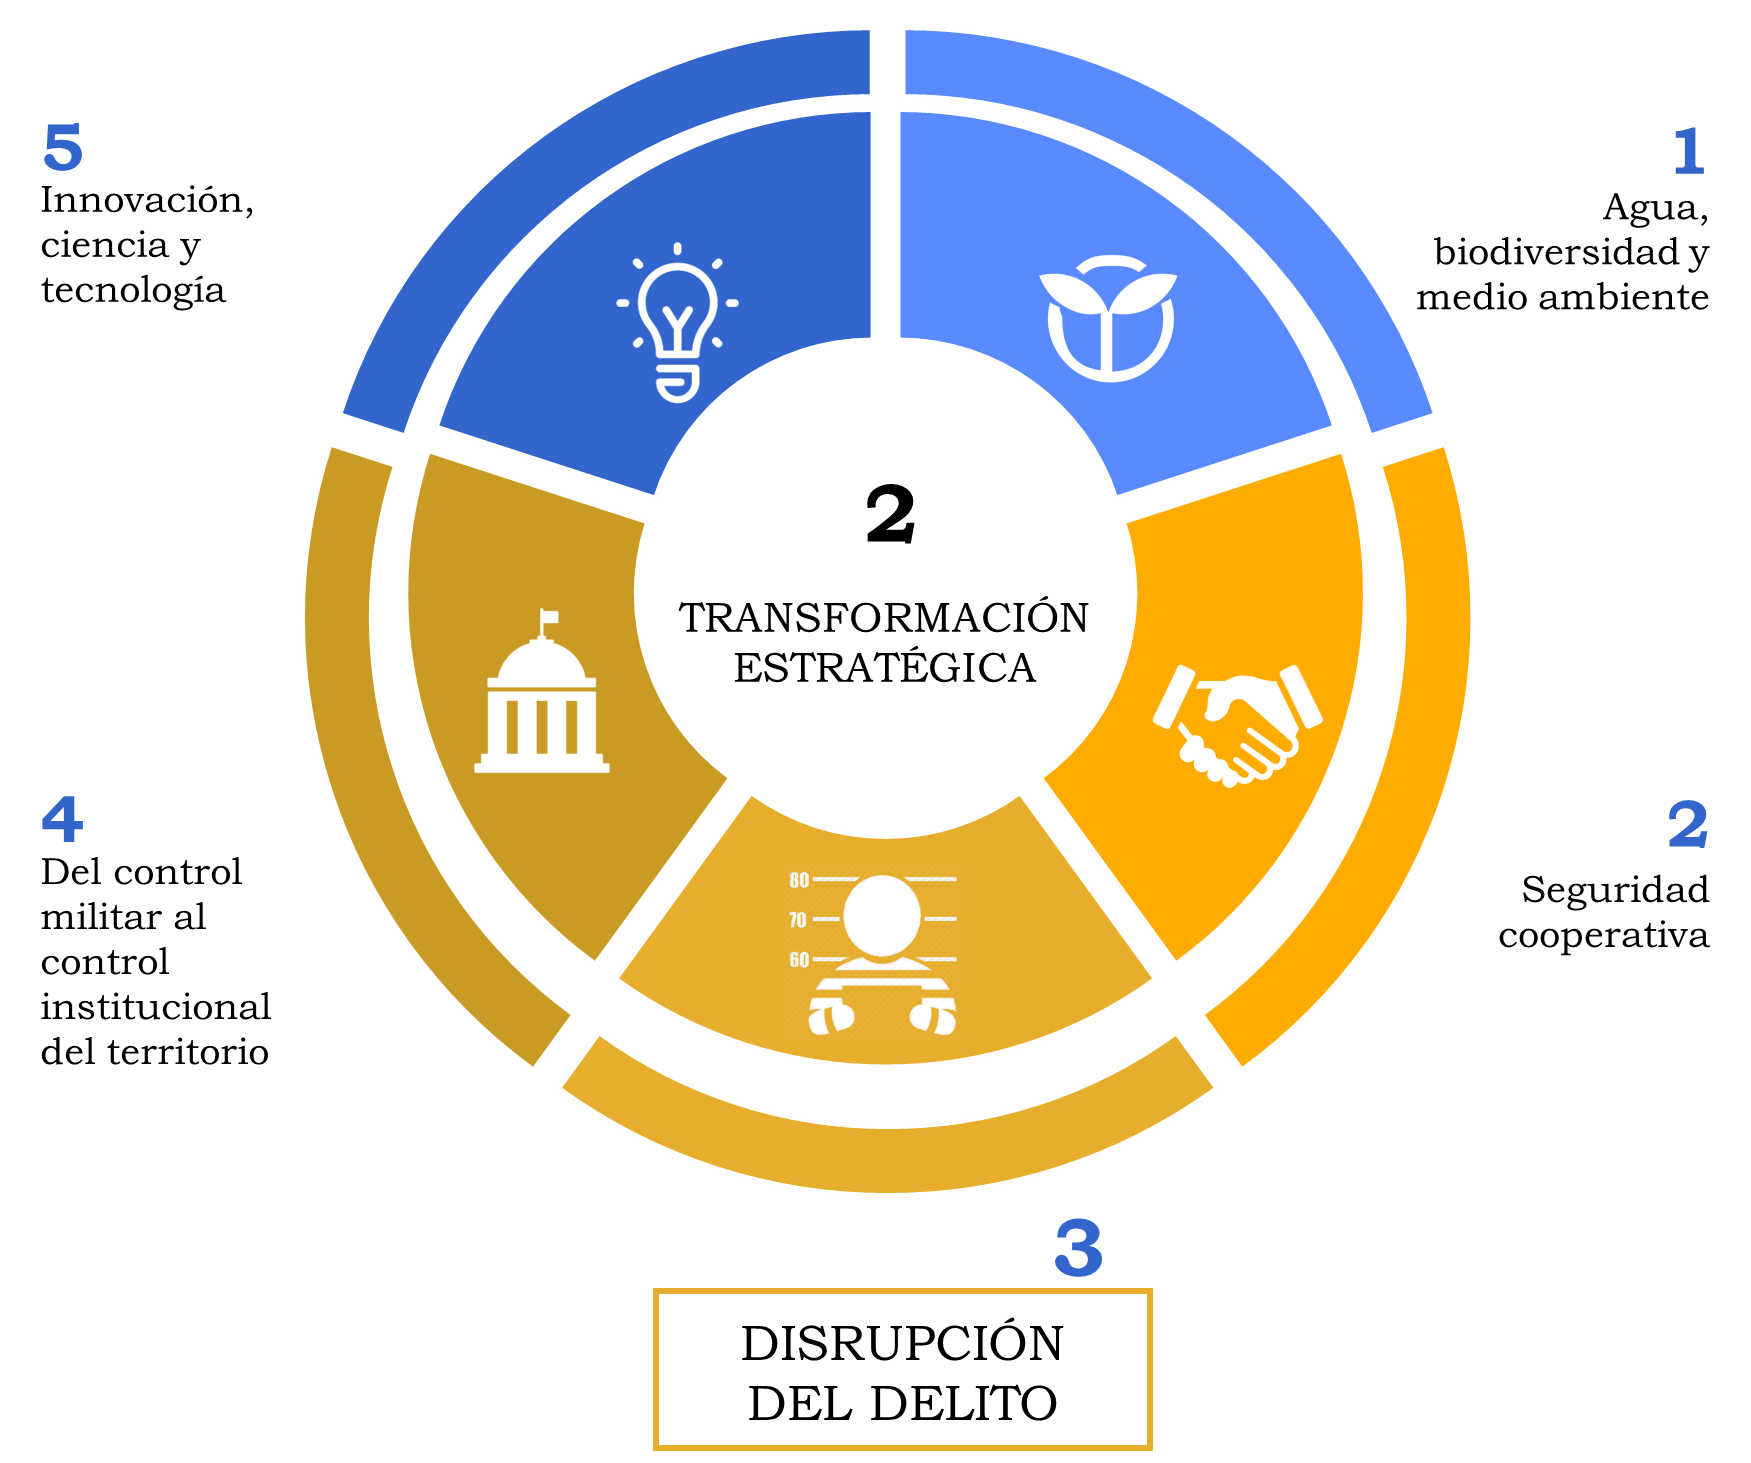 5
Innovación,
ciencia y
tecnología
1
Agua,
biodiversidad y
medio ambiente
2
TRANSFORMACIÓN
ESTRATÉGICA
4
Del control
militar al
control
institucional
del territorio
2
Seguridad
cooperativa
80
70
60
3
DISRUPCIÓN
DEL DELITO